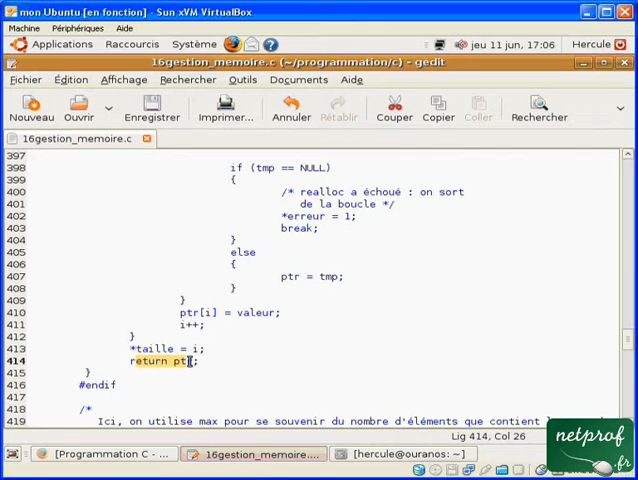 mon Ubuntu [en fonction] - Sun xVM VirtualBox
Machine Périphériques Aide
Applications Raccourcis Système jeu 11 jun, 17:06 Hercule
16gestion_memoire.c (~/programmation/c) - gedit
Fichier Édition Affichage Rechercher Outils Documents Aide
Nouveau Ouvrir Enregistrer Imprimer... Annuler Rétablir Couper Copier Coller Rechercher
16gestion_memoire.c
397
398 if (tmp == NULL)
399 {
400 /* realloc a échoué : on sort
401 de la boucle */
402 *erreur = 1;
403 break;
404 }
405 else
406 {
407 ptr = tmp;
408 }
409 }
410 ptr[i] = valeur;
411 i++;
412 }
413 *taille = i;
414 return ptr;
415 }
416 #endif
417
418 /*
419 Ici, on utilise max pour se souvenir du nombre d'éléments que contient
Lig 414, Col 26
netprof
.fr
[Programmation C - ... 16gestion_memoire.... [hercule@ouranos: ~]